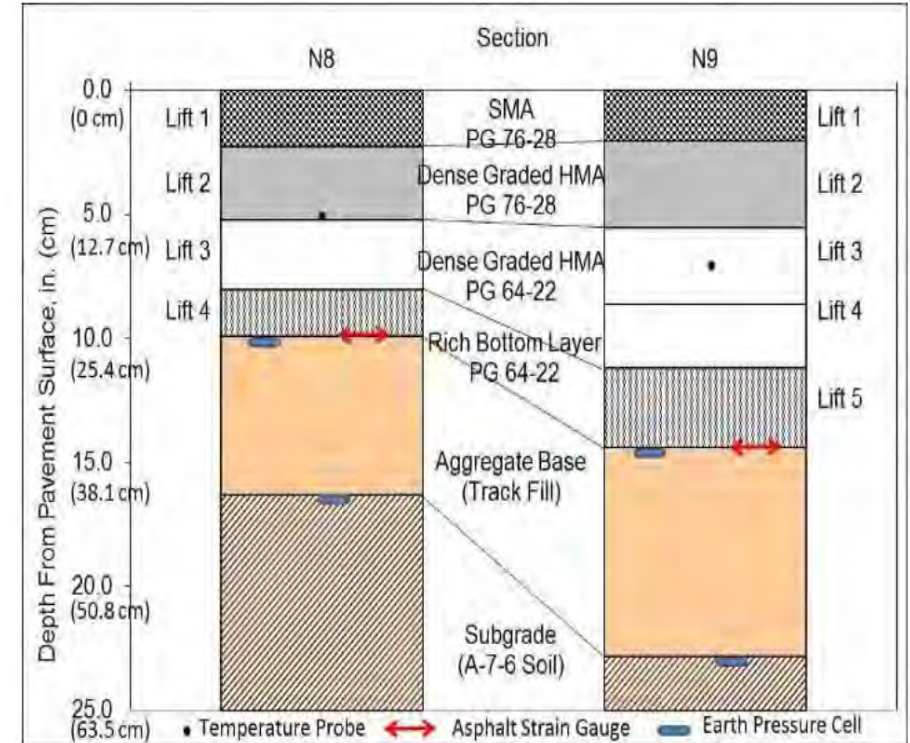 Section
N8
N9
Depth From Pavement Surface, in. (cm)
0.0
(0 cm)
5.0
(12.7 cm)
10.0
(25.4 cm)
15.0
(38.1 cm)
20.0
(50.8 cm)
25.0
(63.5 cm)
Lift 1
Lift 2
Lift 3
Lift 4
SMA
PG 76-28
Dense Graded HMA
PG 76-28
Dense Graded HMA
PG 64-22
Rich Bottom Layer
PG 64-22
Aggregate Base
(Track Fill)
Subgrade
(A-7-6 Soil)
Lift 1
Lift 2
Lift 3
Lift 4
Lift 5
Temperature Probe
Asphalt Strain Gauge
Earth Pressure Cell